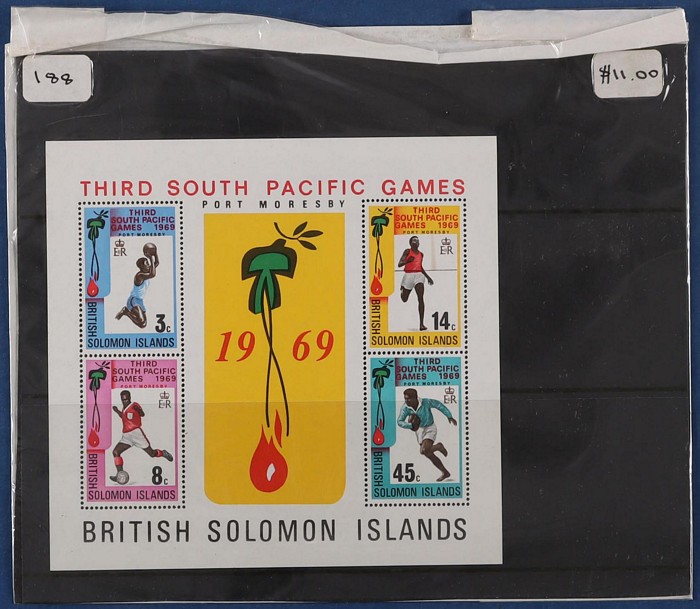 188
$11.00
THIRD SOUTH PACIFIC GAMES
PORT MORESBY
THIRD
SOUTH PACIFIC
GAMES 1969
PORT MORESBY
E R
3c
BRITISH
SOLOMON ISLANDS
THIRD
SOUTH PACIFIC
GAMES 1969
PORT MORESBY
E R
8c
BRITISH
SOLOMON ISLANDS
1969
THIRD
SOUTH PACIFIC
GAMES 1969
PORT MORESBY
E R
14c
BRITISH
SOLOMON ISLANDS
THIRD
SOUTH PACIFIC
GAMES 1969
PORT MORESBY
E R
45c
BRITISH
SOLOMON ISLANDS
BRITISH SOLOMON ISLANDS